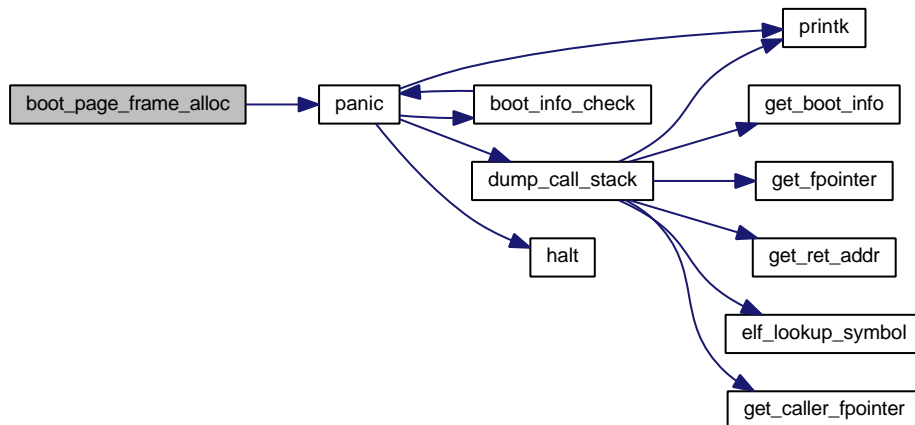 printk
boot_page_frame_alloc
panic
boot_info_check
get_boot_info
dump_call_stack
get_fpointer
halt
get_ret_addr
elf_lookup_symbol
get_caller_fpointer